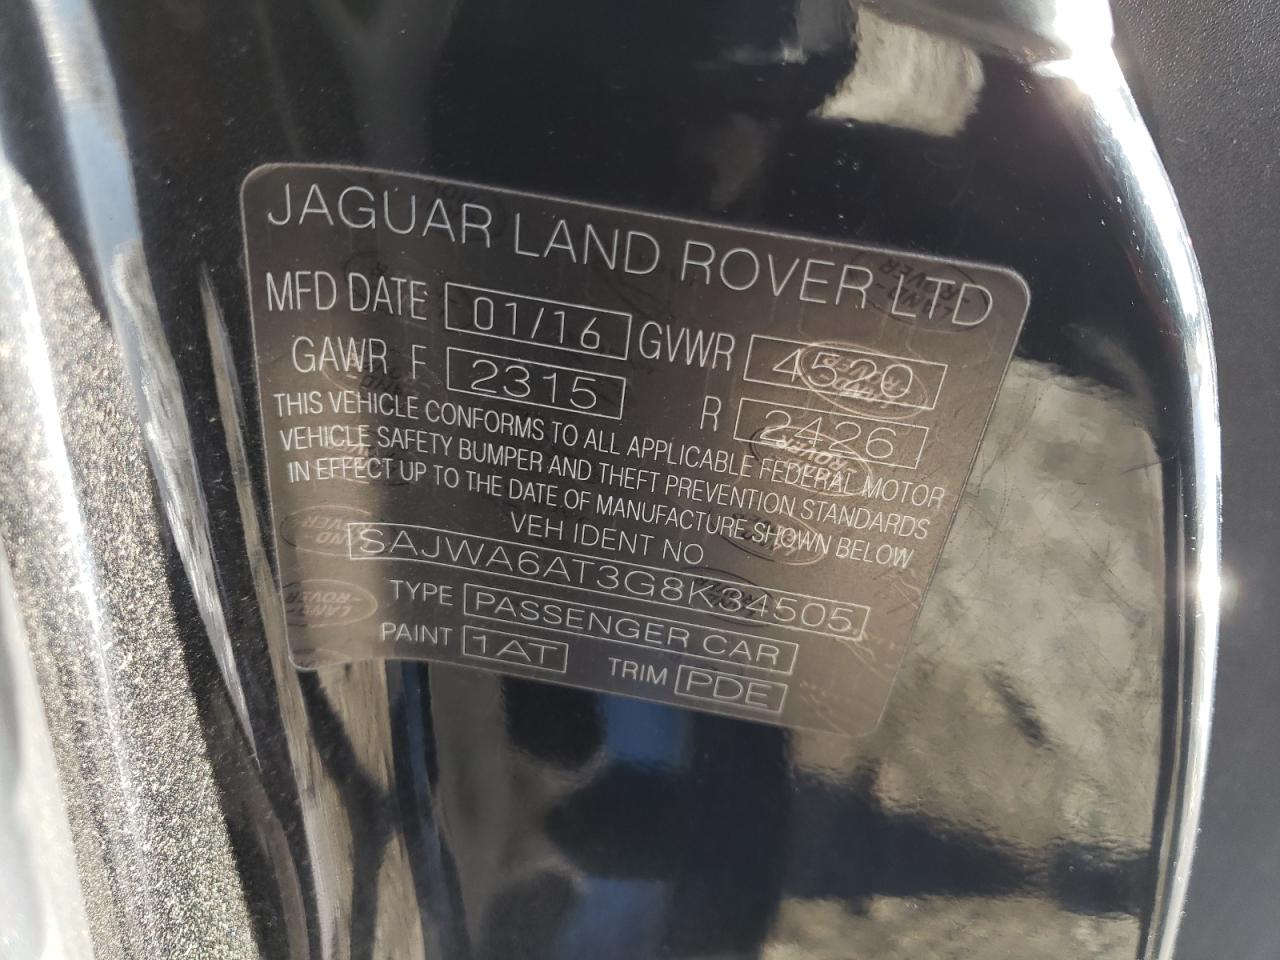 JAGUAR LAND ROVER LTD
MFD DATE 01/16 GVWR 4520
GAWR F 2315 R 2426
THIS VEHICLE CONFORMS TO ALL APPLICABLE FEDERAL MOTOR
VEHICLE SAFETY BUMPER AND THEFT PREVENTION STANDARDS
IN EFFECT UP TO THE DATE OF MANUFACTURE SHOWN BELOW
VEH IDENT NO
SAJWA6AT3G8K34505
TYPE PASSENGER CAR
PAINT 1AT TRIM PDE